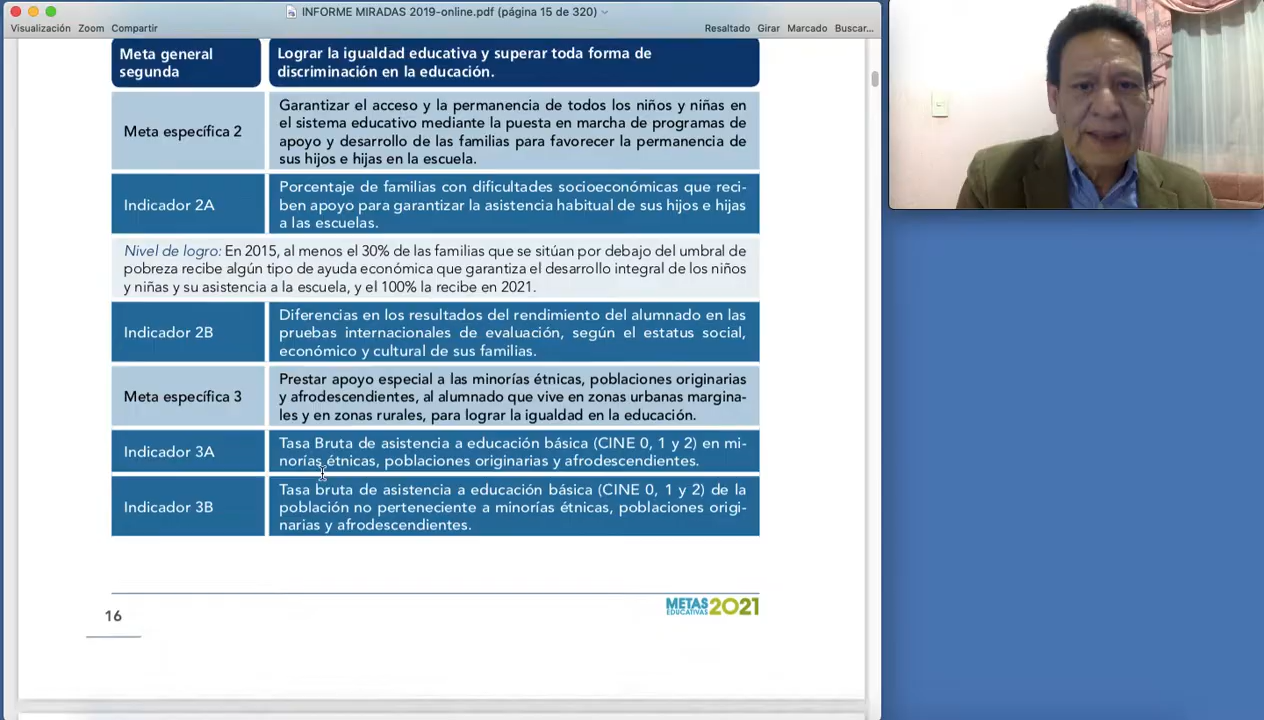 INFORME MIRADAS 2019-online.pdf (página 15 de 320)
Visualización Zoom Compartir Resaltado Girar Marcado Buscar...
Meta general
segunda
Lograr la igualdad educativa y superar toda forma de
discriminación en la educación.
Meta específica 2
Garantizar el acceso y la permanencia de todos los niños y niñas en
el sistema educativo mediante la puesta en marcha de programas de
apoyo y desarrollo de las familias para favorecer la permanencia de
sus hijos e hijas en la escuela.
Indicador 2A
Porcentaje de familias con dificultades socioeconómicas que reci-
ben apoyo para garantizar la asistencia habitual de sus hijos e hijas
a las escuelas.
Nivel de logro: En 2015, al menos el 30% de las familias que se sitúan por debajo del umbral de
pobreza recibe algún tipo de ayuda económica que garantiza el desarrollo integral de los niños
y niñas y su asistencia a la escuela, y el 100% la recibe en 2021.
Indicador 2B
Diferencias en los resultados del rendimiento del alumnado en las
pruebas internacionales de evaluación, según el estatus social,
económico y cultural de sus familias.
Meta específica 3
Prestar apoyo especial a las minorías étnicas, poblaciones originarias
y afrodescendientes, al alumnado que vive en zonas urbanas margina-
les y en zonas rurales, para lograr la igualdad en la educación.
Indicador 3A
Tasa Bruta de asistencia a educación básica (CINE 0, 1 y 2) en mi-
norías étnicas, poblaciones originarias y afrodescendientes.
Indicador 3B
Tasa bruta de asistencia a educación básica (CINE 0, 1 y 2) de la
población no perteneciente a minorías étnicas, poblaciones origi-
narias y afrodescendientes.
16
METAS
EDUCATIVAS
2021